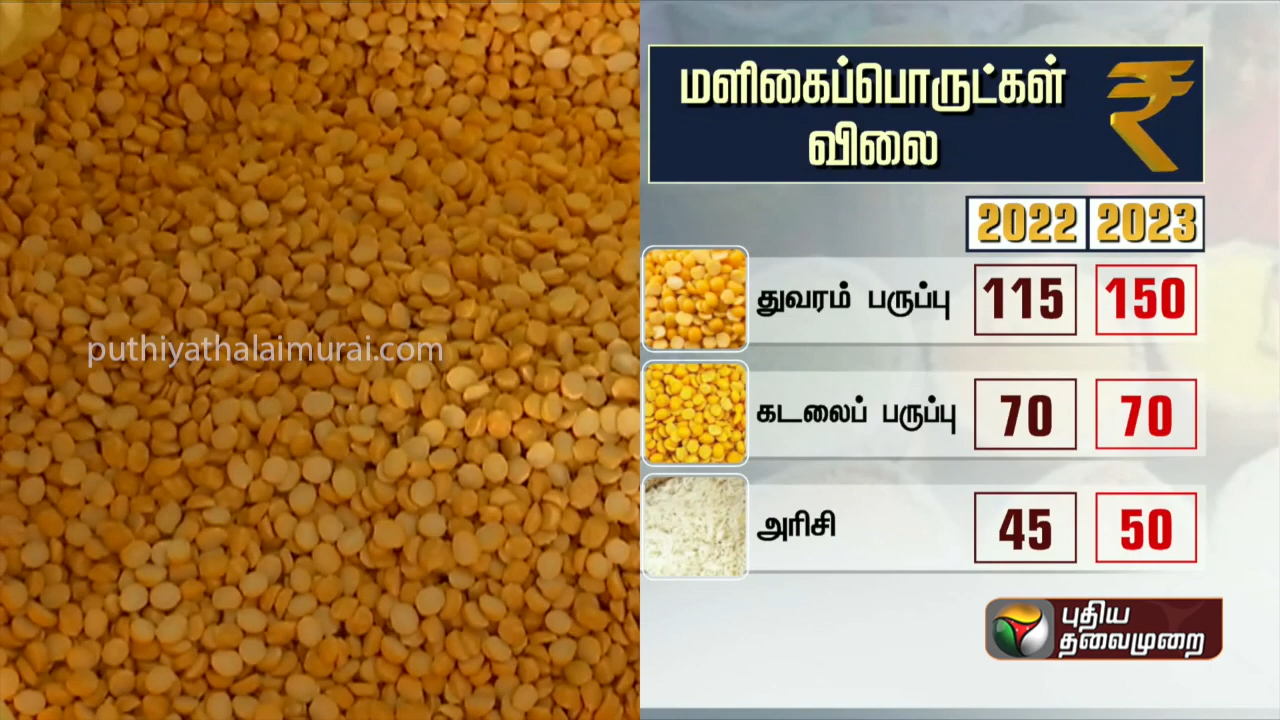 மளிகைப்பொருட்கள்
விலை
2022 2023
துவரம் பருப்பு 115 150
கடலைப் பருப்பு 70 70
அரிசி 45 50
puthiyathalaimurai.com
புதிய
தலைமுறை